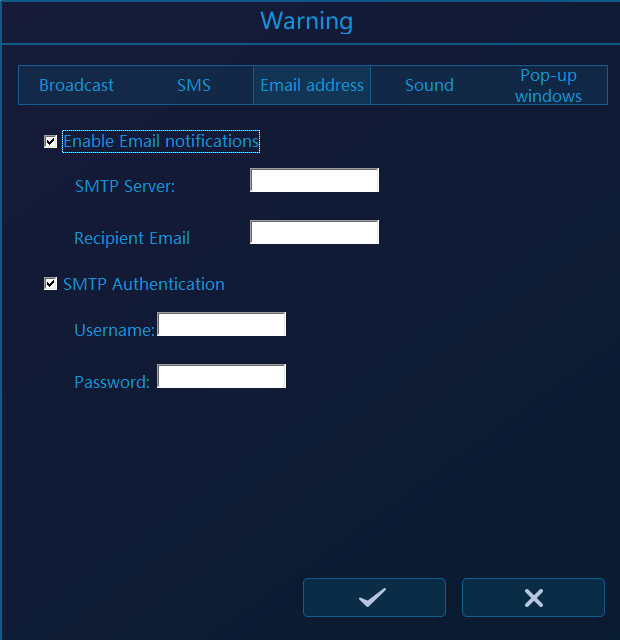 Warning
Broadcast
SMS
Email address
Sound
Pop-up
windows
Enable Email notifications
SMTP Server:
Recipient Email
SMTP Authentication
Username:
Password: